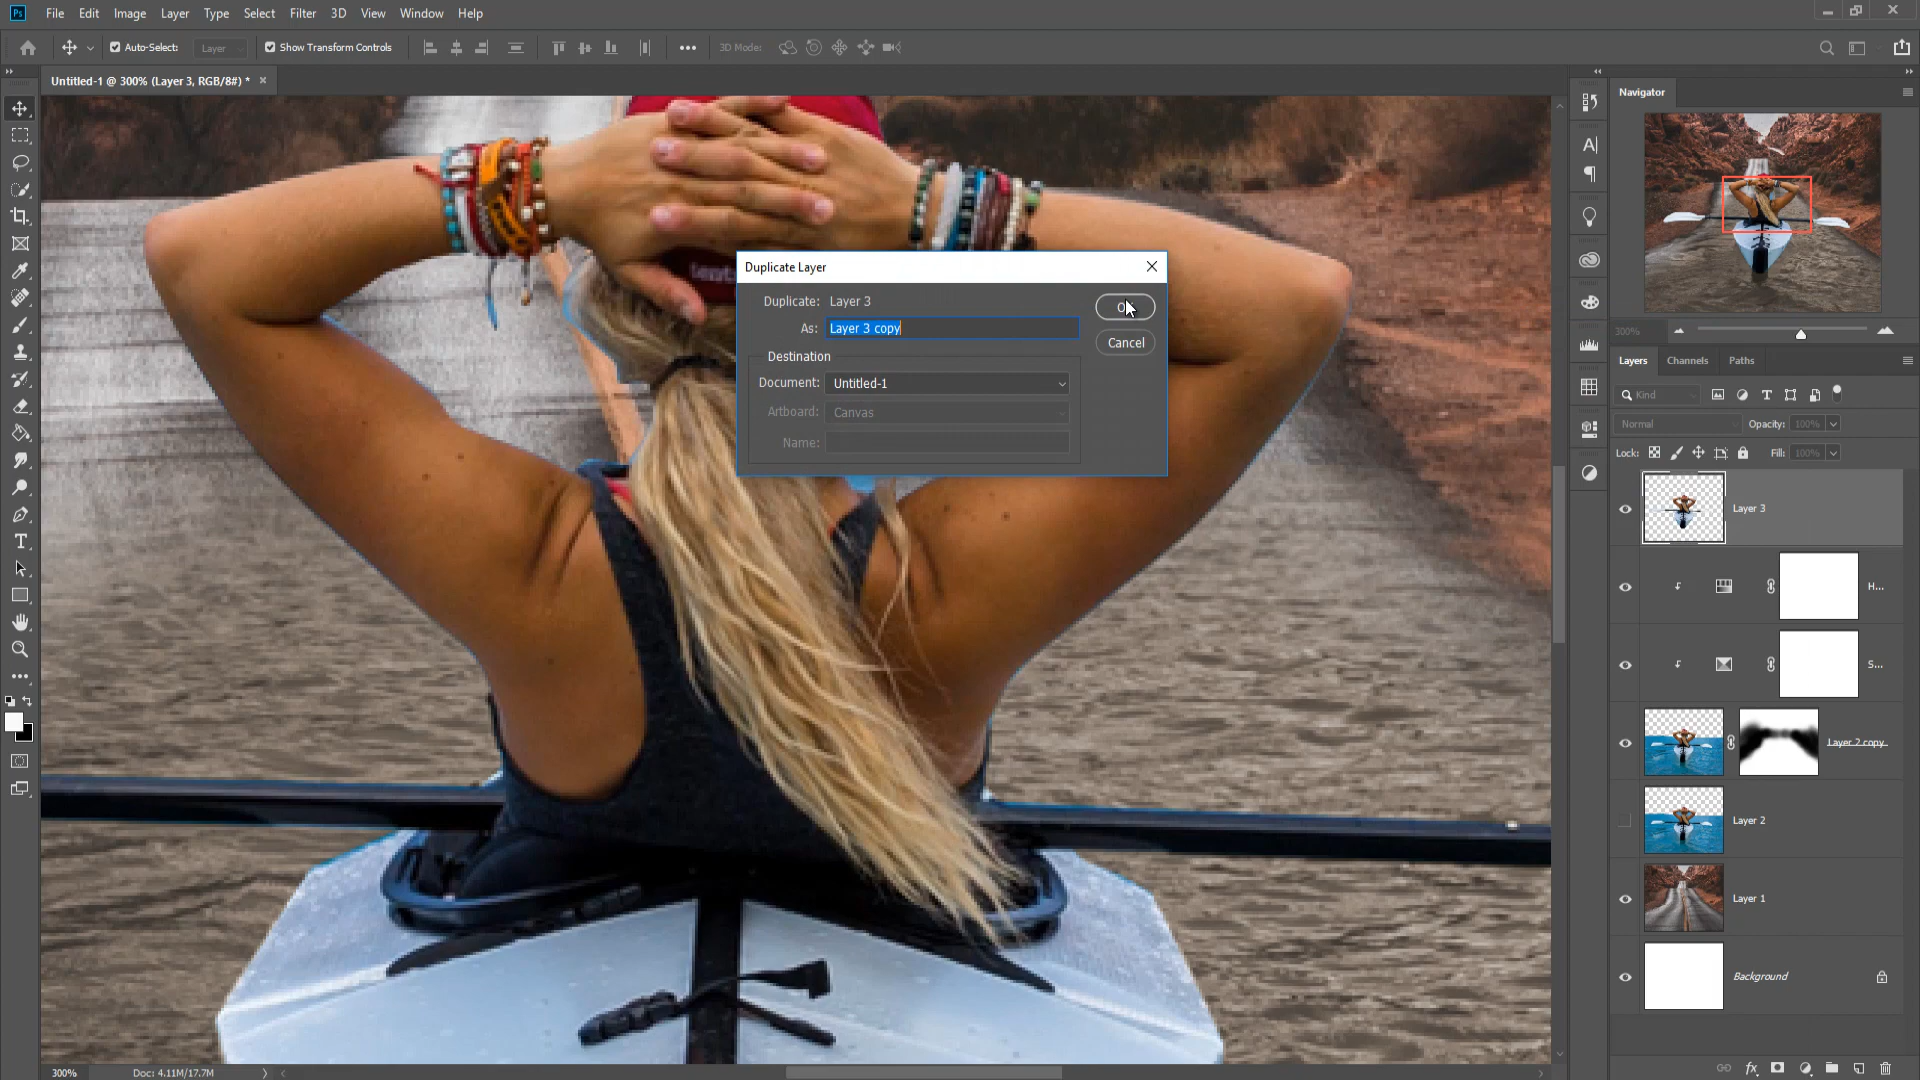 Ps File Edit Image Layer Type Select Filter 3D View Window Help
Auto-Select: Layer Show Transform Controls 3D Mode:
Untitled-1 @ 300% (Layer 3, RGB/8#) *
Navigator
300%
Layers Channels Paths
Kind
Normal Opacity: 100%
Lock: Fill: 100%
Layer 3
H...
S...
Layer 2 copy
Layer 2
Layer 1
Background
Duplicate Layer
Duplicate: Layer 3
As: Layer 3 copy
Cancel
Destination
Document: Untitled-1
Artboard: Canvas
Name:
300% Doc: 4.11M/17.7M